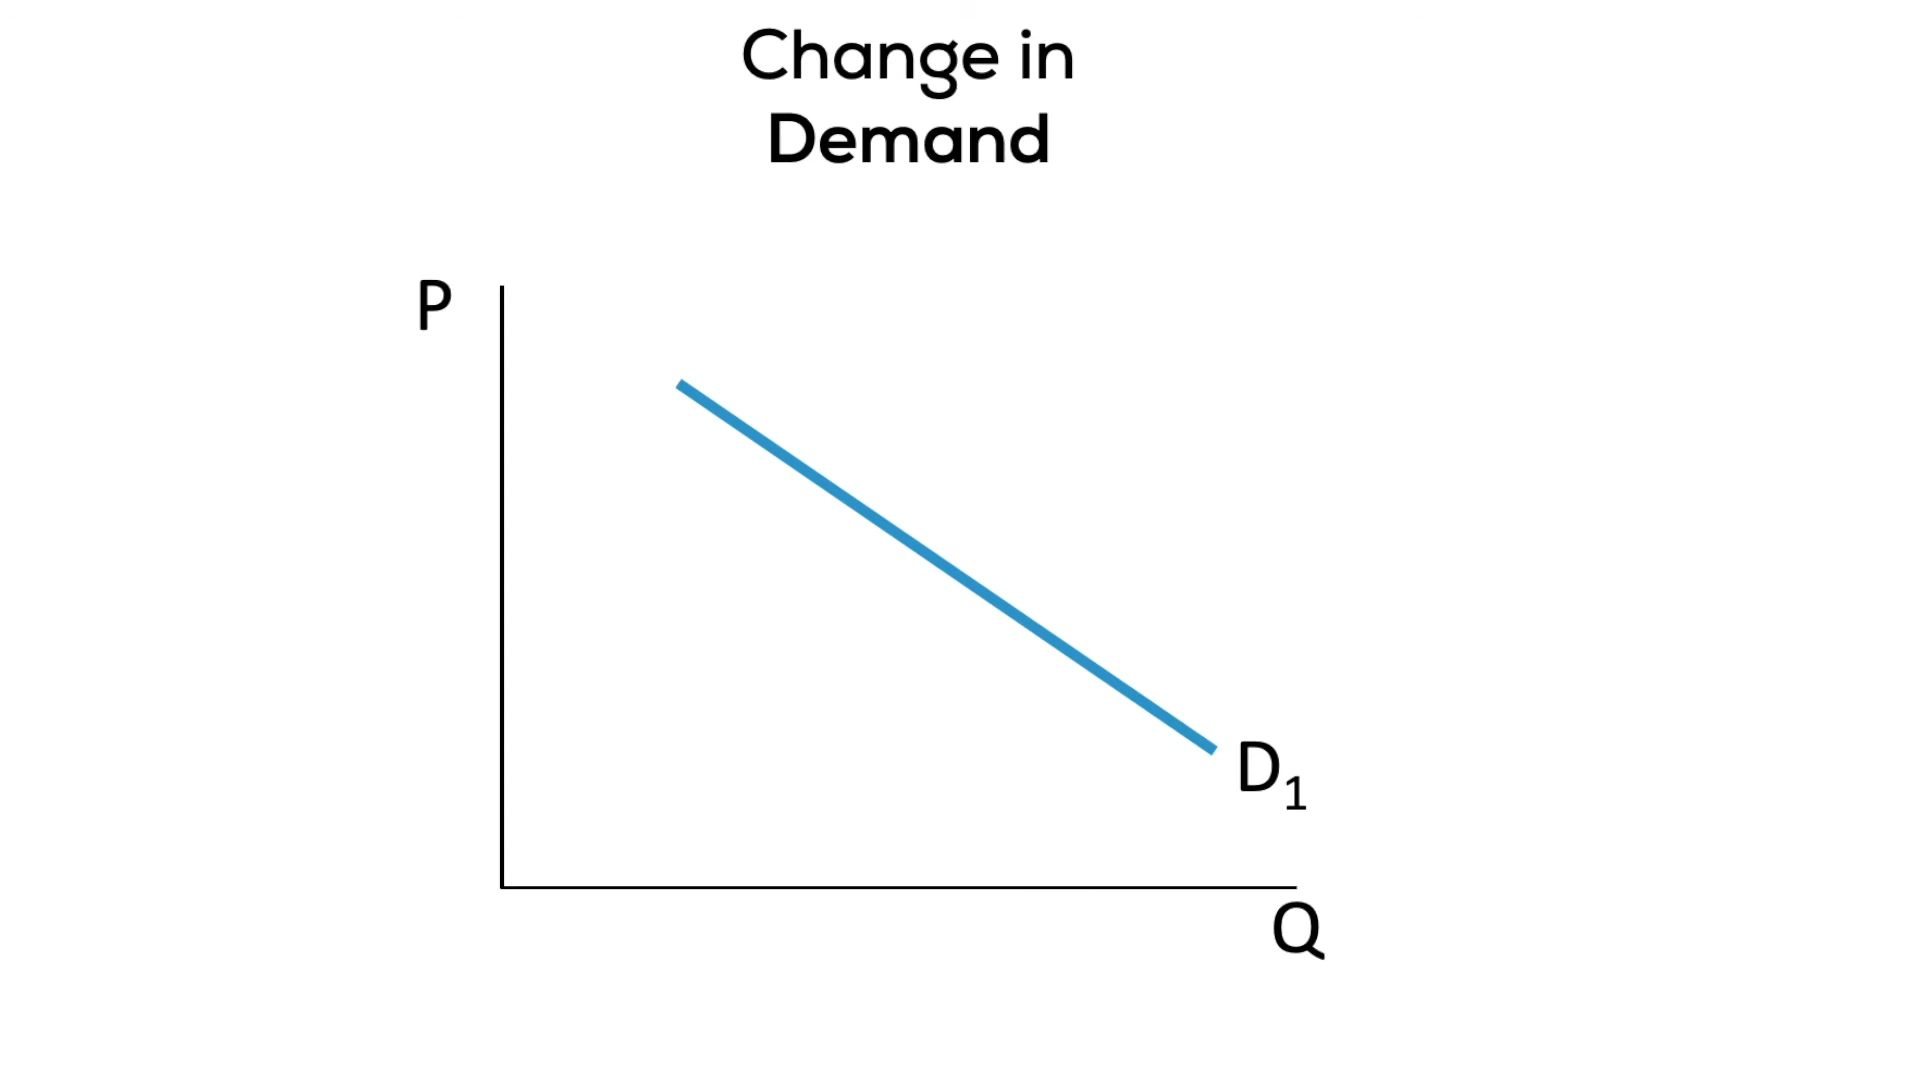 Change in
Demand
P
D₁
Q